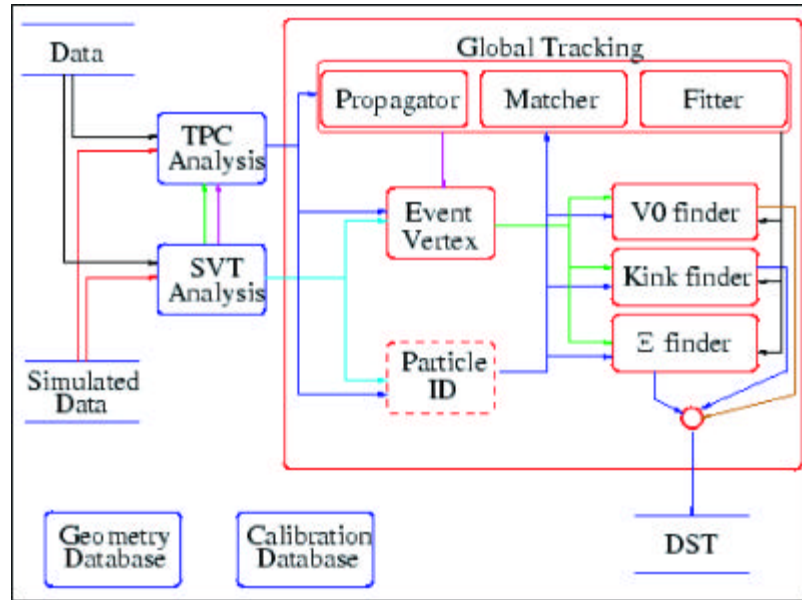 Data
Global Tracking
Propagator
Matcher
Fitter
TPC
Analysis
Event
Vertex
V0 finder
SVT
Analysis
Kink finder
Ξ finder
Simulated
Data
Particle
ID
Geometry
Database
Calibration
Database
DST